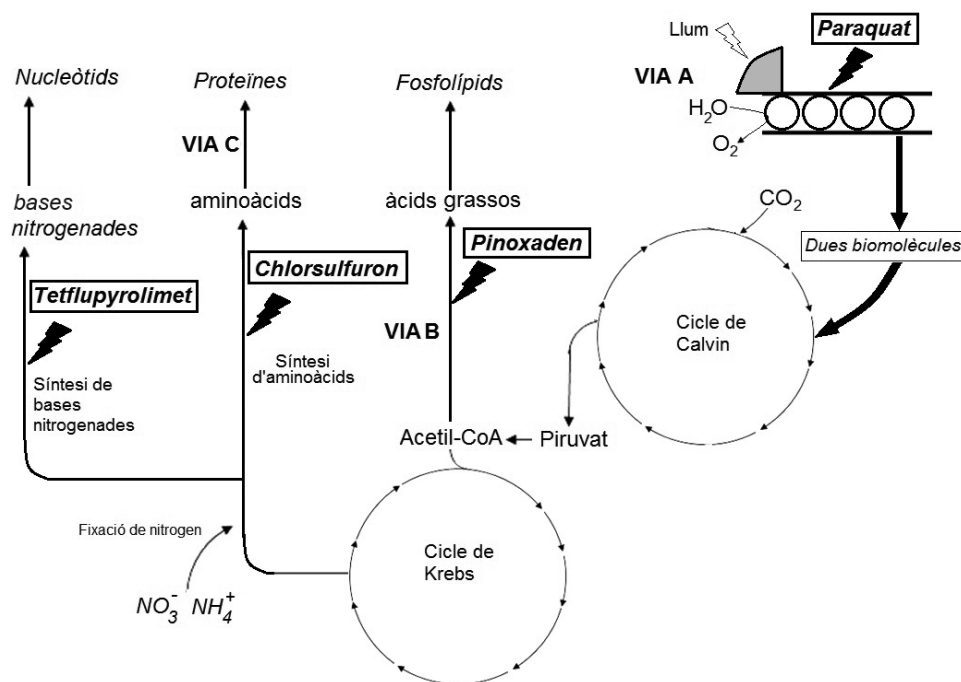 Llum
Paraquat
VIA A
H2O
O2
Nucleòtids
Proteïnes
Fosfolípids
VIA C
bases
nitrogenades
aminoàcids
àcids grassos
CO2
Dues biomolècules
Tetflupyrolimet
Chlorsulfuron
Pinoxaden
VIA B
Cicle de
Calvin
Síntesi de
bases
nitrogenades
Síntesi
d'aminoàcids
Acetil-CoA
Piruvat
Fixació de nitrogen
Cicle de
Krebs
NO3- NH4+